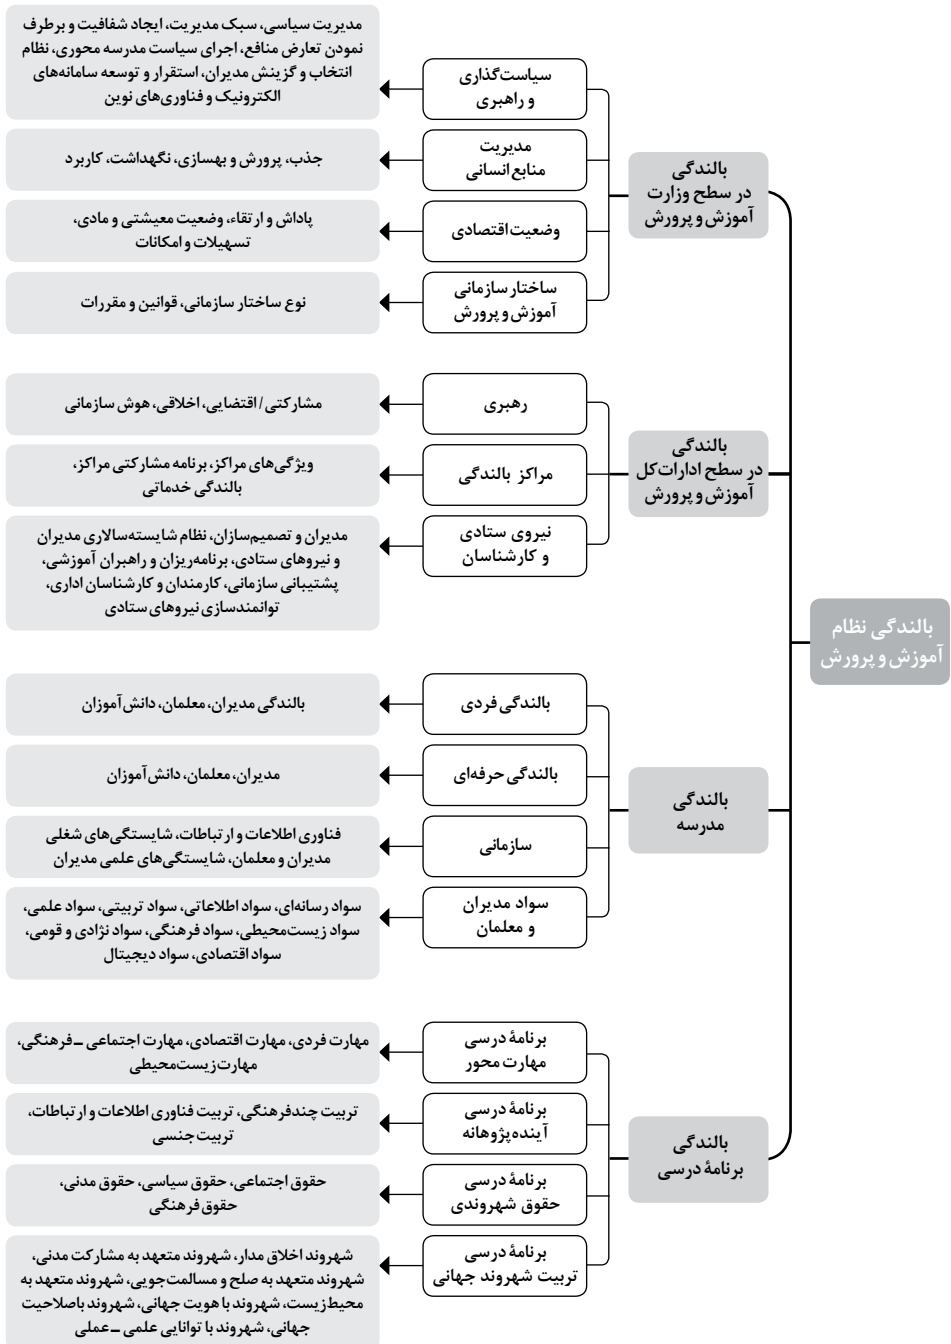 بالندگی نظام
آموزش و پرورش
بالندگی
در سطح وزارت
آموزش و پرورش
سیاست‌گذاری
و راهبری
مدیریت سیاسی، سبک مدیریت، ایجاد شفافیت و برطرف
نمودن تعارض منافع، اجرای سیاست مدرسه محوری، نظام
انتخاب و گزینش مدیران، استقرار و توسعه سامانه‌های
الکترونیک و فناوری‌های نوین
مدیریت
منابع انسانی
جذب، پرورش و بهسازی، نگهداشت، کاربرد
وضعیت اقتصادی
پاداش و ارتقاء، وضعیت معیشتی و مادی،
تسهیلات و امکانات
ساختار سازمانی
آموزش و پرورش
نوع ساختار سازمانی، قوانین و مقررات
بالندگی
در سطح ادارات‌کل
آموزش و پرورش
رهبری
مشارکتی/ اقتضایی، اخلاقی، هوش سازمانی
مراکز بالندگی
ویژگی‌های مراکز، برنامه مشارکتی مراکز،
بالندگی خدماتی
نیروی ستادی
و کارشناسان
مدیران و تصمیم‌سازان، نظام شایسته‌سالاری مدیران
و نیروهای ستادی، برنامه‌ریزان و راهبران آموزشی،
پشتیبانی سازمانی، کارمندان و کارشناسان اداری،
توانمندسازی نیروهای ستادی
بالندگی
مدرسه
بالندگی فردی
بالندگی مدیران، معلمان، دانش‌آموزان
بالندگی حرفه‌ای
مدیران، معلمان، دانش‌آموزان
سازمانی
فناوری اطلاعات و ارتباطات، شایستگی‌های شغلی
مدیران و معلمان، شایستگی‌های علمی مدیران
سواد مدیران
و معلمان
سواد رسانه‌ای، سواد اطلاعاتی، سواد تربیتی، سواد علمی،
سواد زیست‌محیطی، سواد فرهنگی، سواد نژادی و قومی،
سواد اقتصادی، سواد دیجیتال
بالندگی
برنامهٔ درسی
برنامهٔ درسی
مهارت محور
مهارت فردی، مهارت اقتصادی، مهارت اجتماعی ـ فرهنگی،
مهارت زیست‌محیطی
برنامهٔ درسی
آینده‌پژوهانه
تربیت چندفرهنگی، تربیت فناوری اطلاعات و ارتباطات،
تربیت جنسی
برنامهٔ درسی
حقوق شهروندی
حقوق اجتماعی، حقوق سیاسی، حقوق مدنی،
حقوق فرهنگی
برنامهٔ درسی
تربیت شهروند جهانی
شهروند اخلاق مدار، شهروند متعهد به مشارکت مدنی،
شهروند متعهد به صلح و مسالمت‌جویی، شهروند متعهد به
محیط‌زیست، شهروند با هویت جهانی، شهروند باصلاحیت
جهانی، شهروند با توانایی علمی ـ عملی